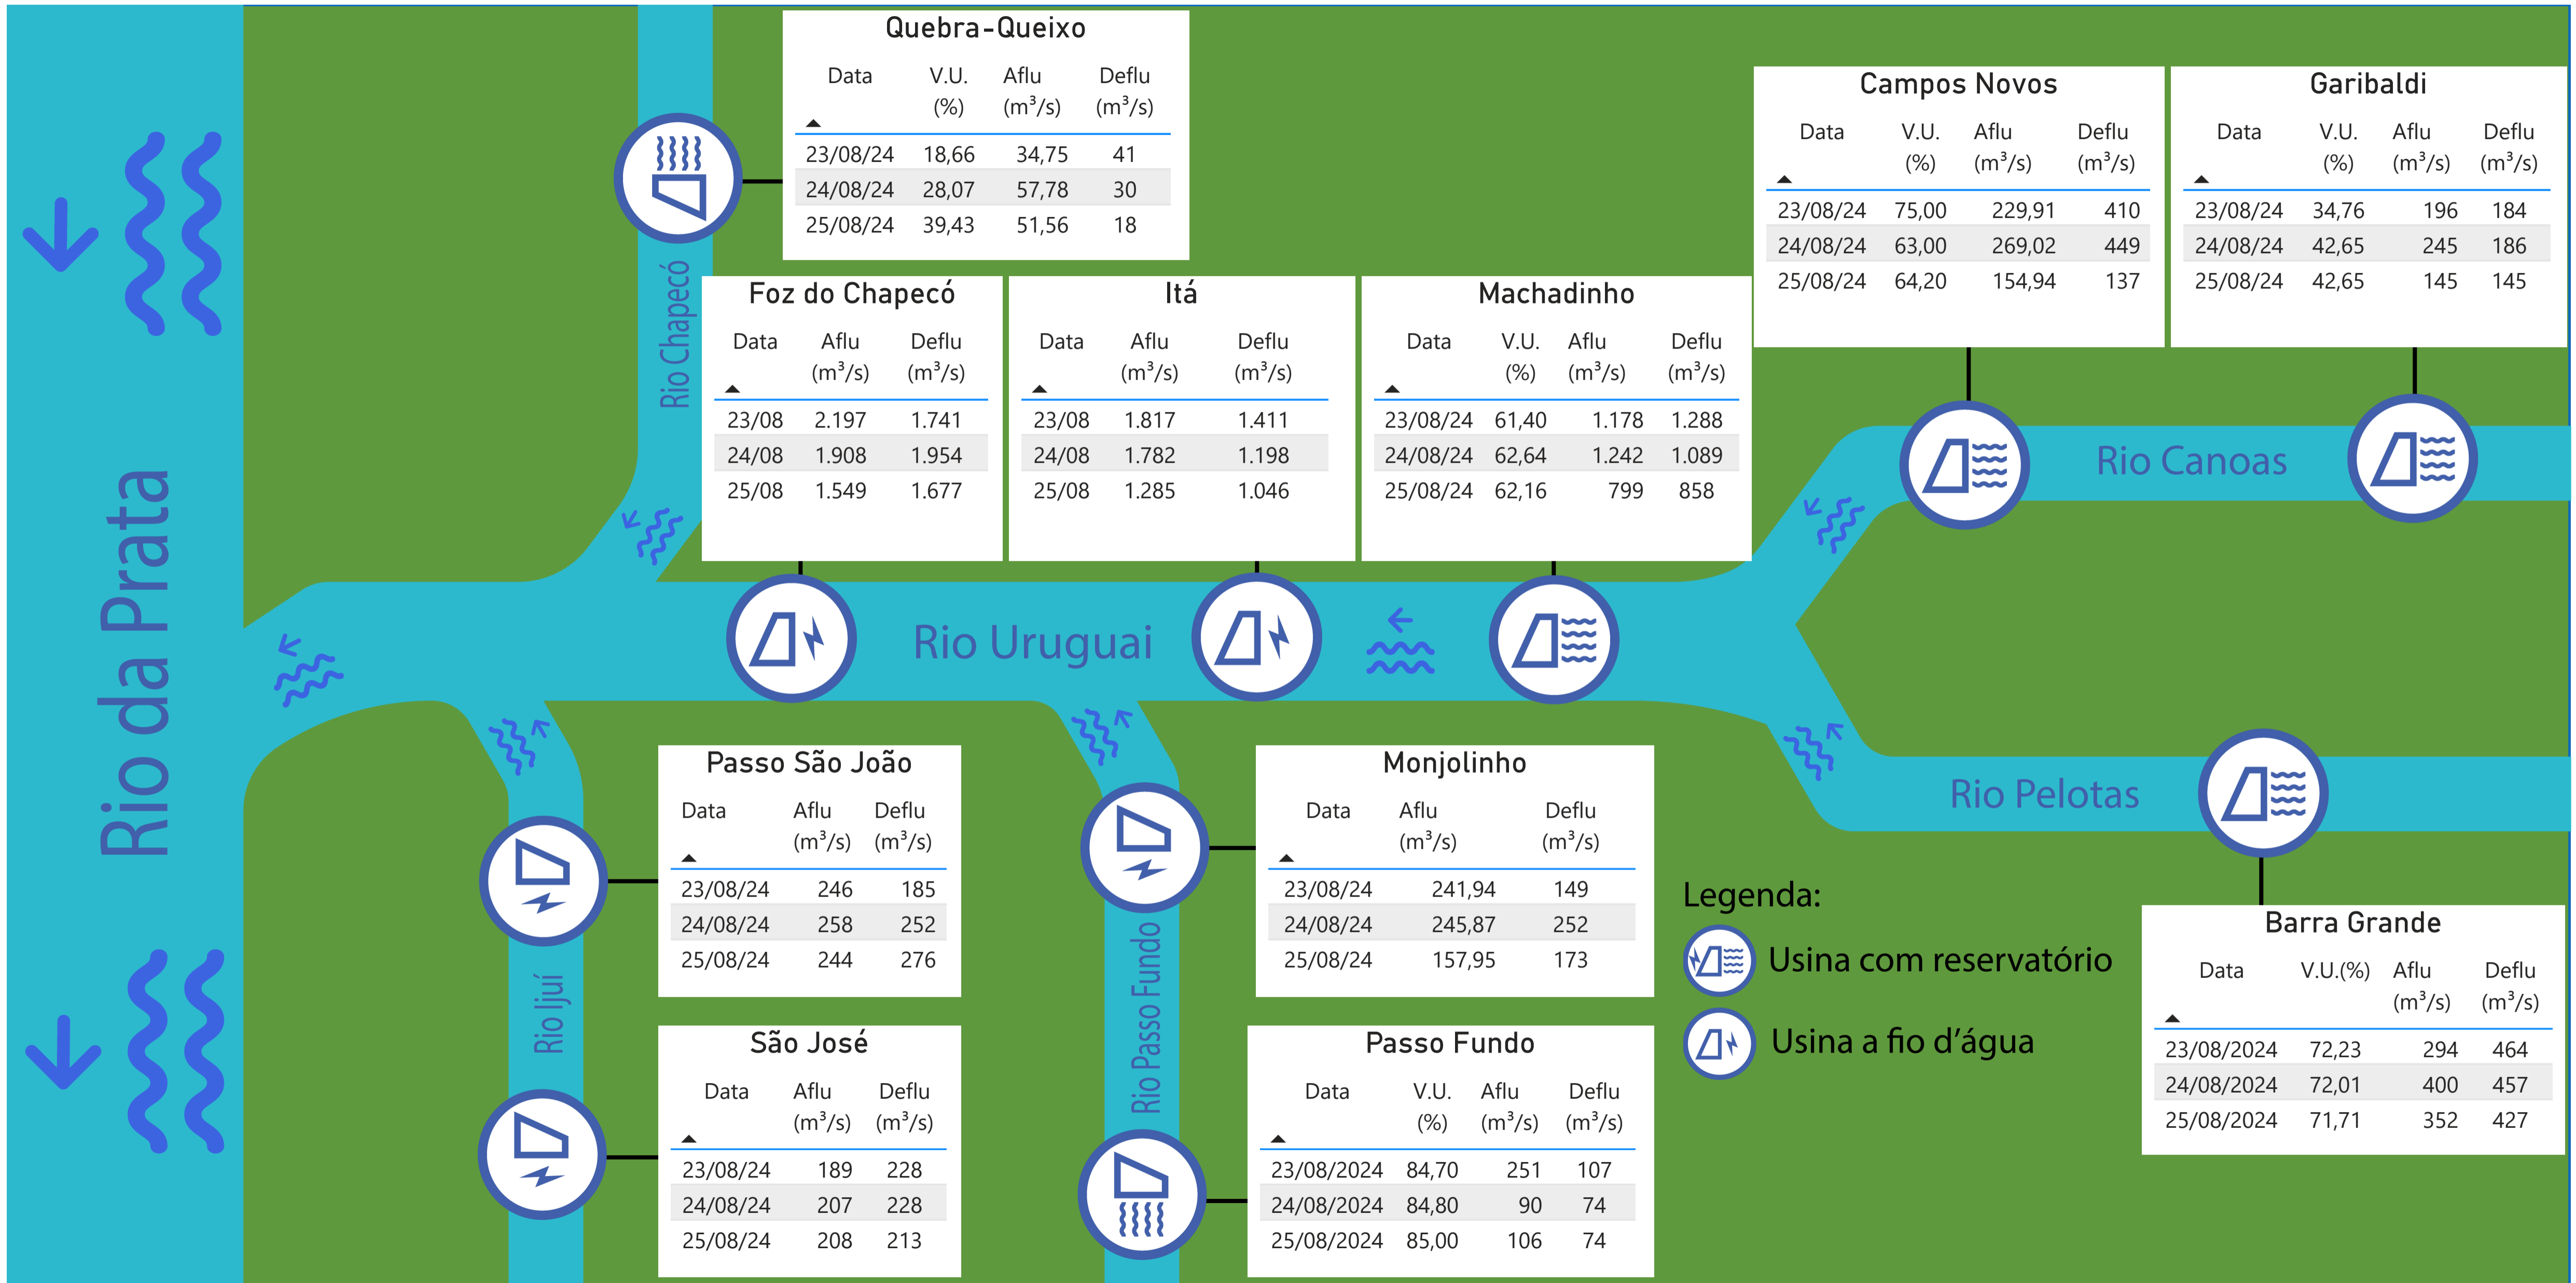 Quebra-Queixo
Data V.U. (%) Aflu (m³/s) Deflu (m³/s)
23/08/24 18,66 34,75 41
24/08/24 28,07 57,78 30
25/08/24 39,43 51,56 18
Campos Novos
Data V.U. (%) Aflu (m³/s) Deflu (m³/s)
23/08/24 75,00 229,91 410
24/08/24 63,00 269,02 449
25/08/24 64,20 154,94 137
Garibaldi
Data V.U. (%) Aflu (m³/s) Deflu (m³/s)
23/08/24 34,76 196 184
24/08/24 42,65 245 186
25/08/24 42,65 145 145
Rio Chapecó
Foz do Chapecó
Data Aflu (m³/s) Deflu (m³/s)
23/08 2.197 1.741
24/08 1.908 1.954
25/08 1.549 1.677
Itá
Data Aflu (m³/s) Deflu (m³/s)
23/08 1.817 1.411
24/08 1.782 1.198
25/08 1.285 1.046
Machadinho
Data V.U. (%) Aflu (m³/s) Deflu (m³/s)
23/08/24 61,40 1.178 1.288
24/08/24 62,64 1.242 1.089
25/08/24 62,16 799 858
Rio Canoas
Rio da Prata
Rio Uruguai
Rio Pelotas
Passo São João
Data Aflu (m³/s) Deflu (m³/s)
23/08/24 246 185
24/08/24 258 252
25/08/24 244 276
Monjolinho
Data Aflu (m³/s) Deflu (m³/s)
23/08/24 241,94 149
24/08/24 245,87 252
25/08/24 157,95 173
Rio Ijuí
Rio Passo Fundo
Legenda:
Usina com reservatório
Usina a fio d’água
Barra Grande
Data V.U.(%) Aflu (m³/s) Deflu (m³/s)
23/08/2024 72,23 294 464
24/08/2024 72,01 400 457
25/08/2024 71,71 352 427
São José
Data Aflu (m³/s) Deflu (m³/s)
23/08/24 189 228
24/08/24 207 228
25/08/24 208 213
Passo Fundo
Data V.U. (%) Aflu (m³/s) Deflu (m³/s)
23/08/2024 84,70 251 107
24/08/2024 84,80 90 74
25/08/2024 85,00 106 74